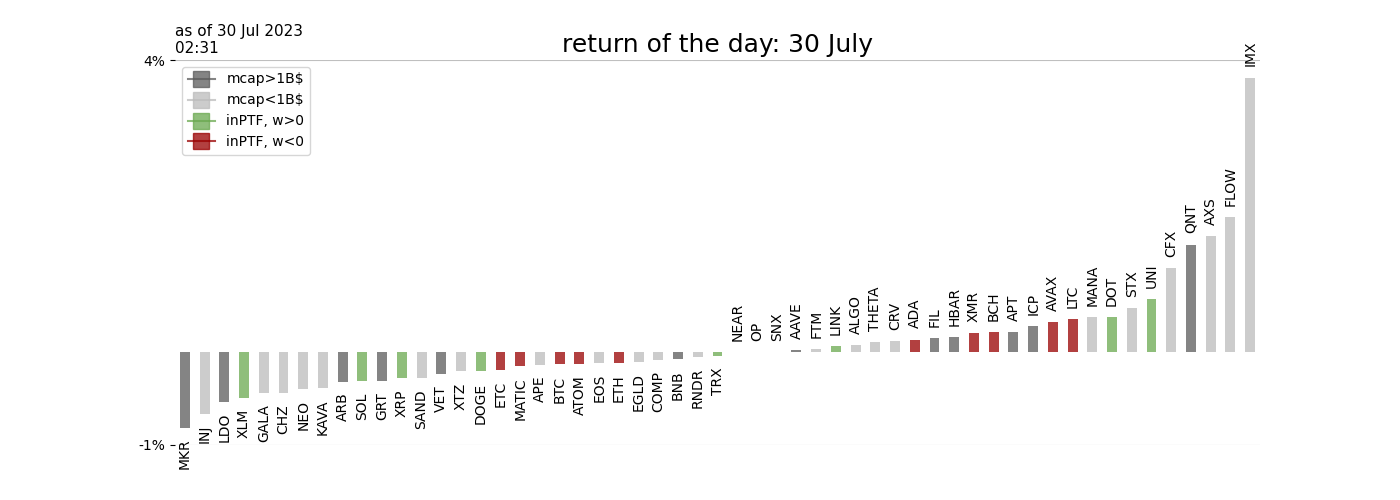 as of 30 Jul 2023
02:31
return of the day: 30 July
4%
mcap>1B$
mcap<1B$
inPTF, w>0
inPTF, w<0
-1%
MKR
INJ
LDO
XLM
GALA
CHZ
NEO
KAVA
ARB
SOL
GRT
XRP
SAND
VET
XTZ
DOGE
ETC
MATIC
APE
BTC
ATOM
EOS
ETH
EGLD
COMP
BNB
RNDR
TRX
NEAR
OP
SNX
AAVE
FTM
LINK
ALGO
THETA
CRV
ADA
FIL
HBAR
XMR
BCH
APT
ICP
AVAX
LTC
MANA
DOT
STX
UNI
CFX
QNT
AXS
FLOW
IMX